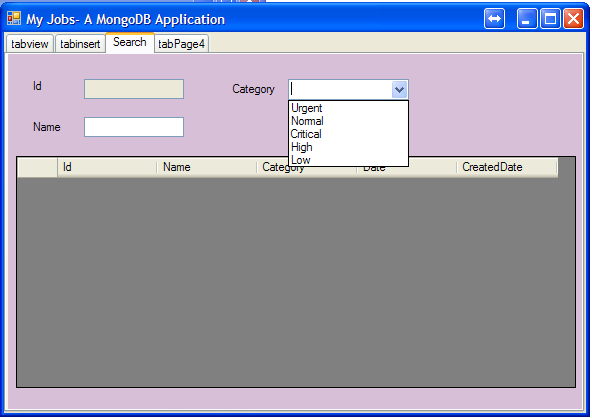 My Jobs- A MongoDB Application
tabview tabinsert Search tabPage4
Id Category
Urgent
Normal
Name Critical
High
Low
Id Name Category Date CreatedDate